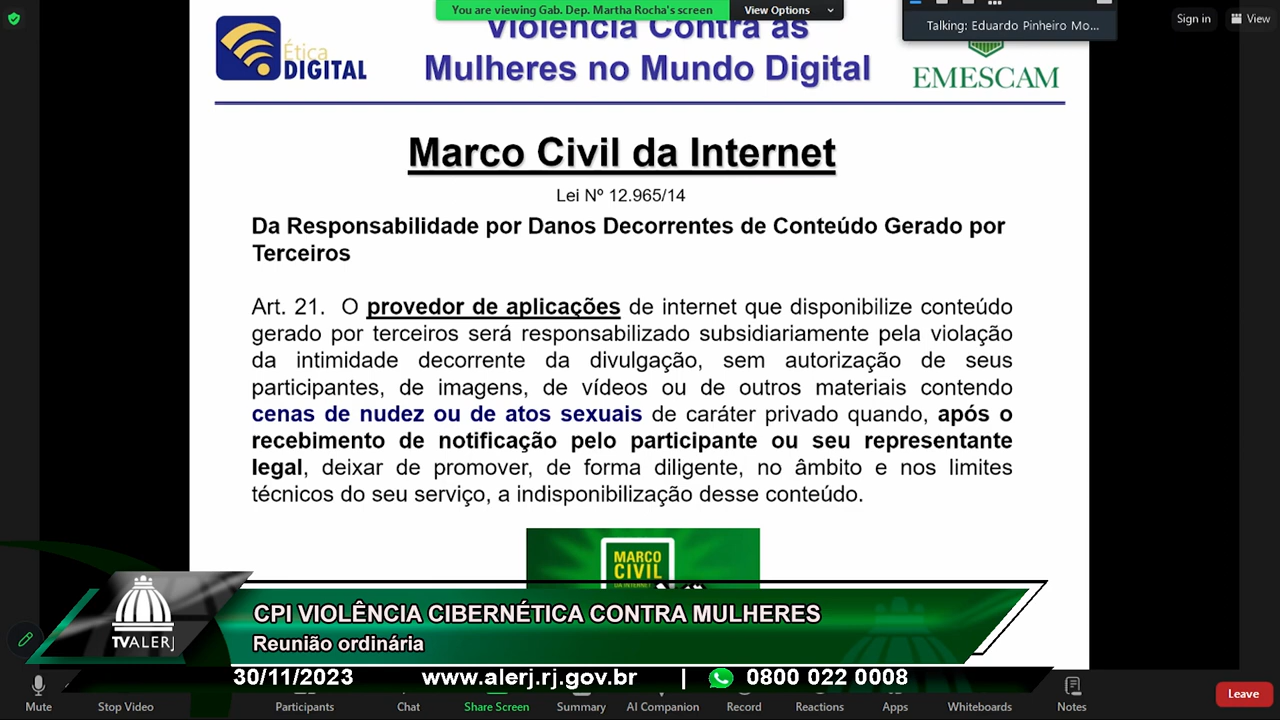 You are viewing Gab. Dep. Martha Rocha's screen
View Options
Sign in
View
Talking: Eduardo Pinheiro Mo...
Ética
DIGITAL
Violência Contra as
Mulheres no Mundo Digital
EMESCAM
Marco Civil da Internet
Lei Nº 12.965/14
Da Responsabilidade por Danos Decorrentes de Conteúdo Gerado por
Terceiros
Art. 21. O provedor de aplicações de internet que disponibilize conteúdo
gerado por terceiros será responsabilizado subsidiariamente pela violação
da intimidade decorrente da divulgação, sem autorização de seus
participantes, de imagens, de vídeos ou de outros materiais contendo
cenas de nudez ou de atos sexuais de caráter privado quando, após o
recebimento de notificação pelo participante ou seu representante
legal, deixar de promover, de forma diligente, no âmbito e nos limites
técnicos do seu serviço, a indisponibilização desse conteúdo.
MARCO
CIVIL
DA INTERNET
TVALERJ
CPI VIOLÊNCIA CIBERNÉTICA CONTRA MULHERES
Reunião ordinária
30/11/2023 www.alerj.rj.gov.br | 0800 022 0008
Mute
Stop Video
Participants
Chat
Share Screen
Summary
AI Companion
Record
Reactions
Apps
Whiteboards
Notes
Leave